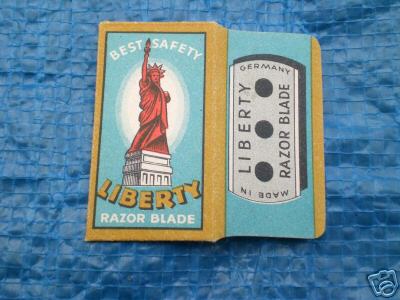 BEST SAFETY
LIBERTY
RAZOR BLADE
GERMANY
LIBERTY
RAZOR BLADE
MADE IN